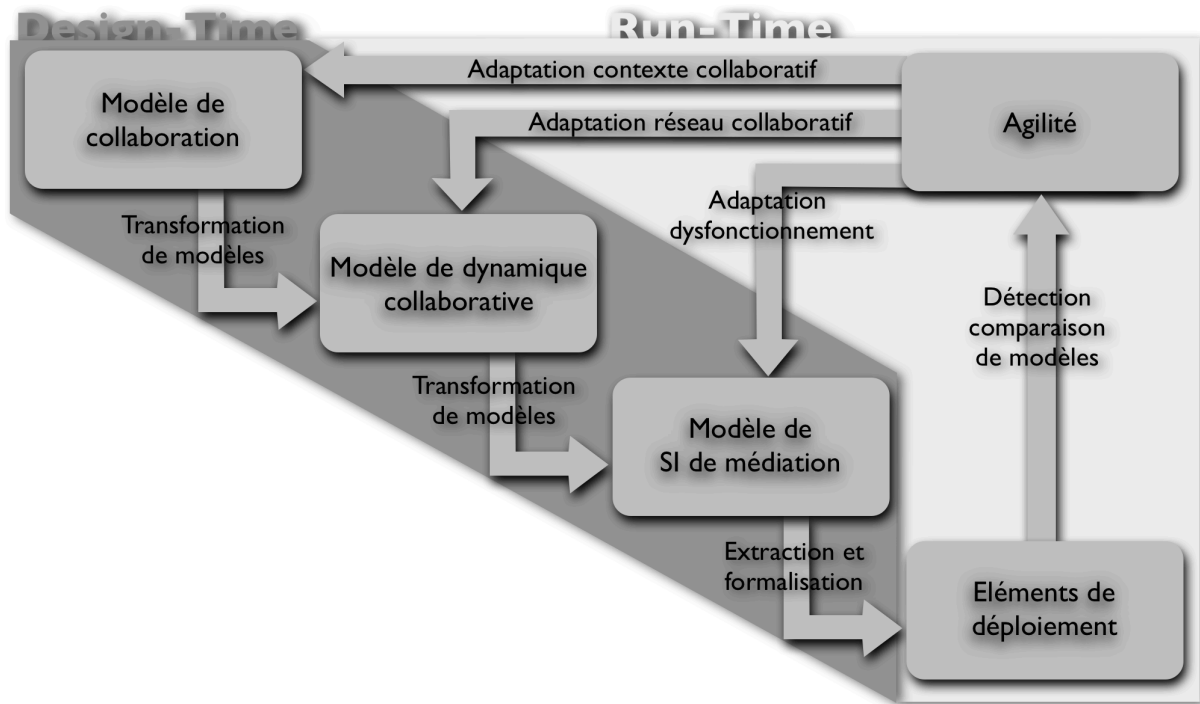 Design-Time
Run-Time
Modèle de
collaboration
Adaptation contexte collaboratif
Adaptation réseau collaboratif
Agilité
Adaptation
dysfonctionnement
Transformation
de modèles
Modèle de dynamique
collaborative
Détection
comparaison
de modèles
Transformation
de modèles
Modèle de
SI de médiation
Extraction et
formalisation
Eléments de
déploiement